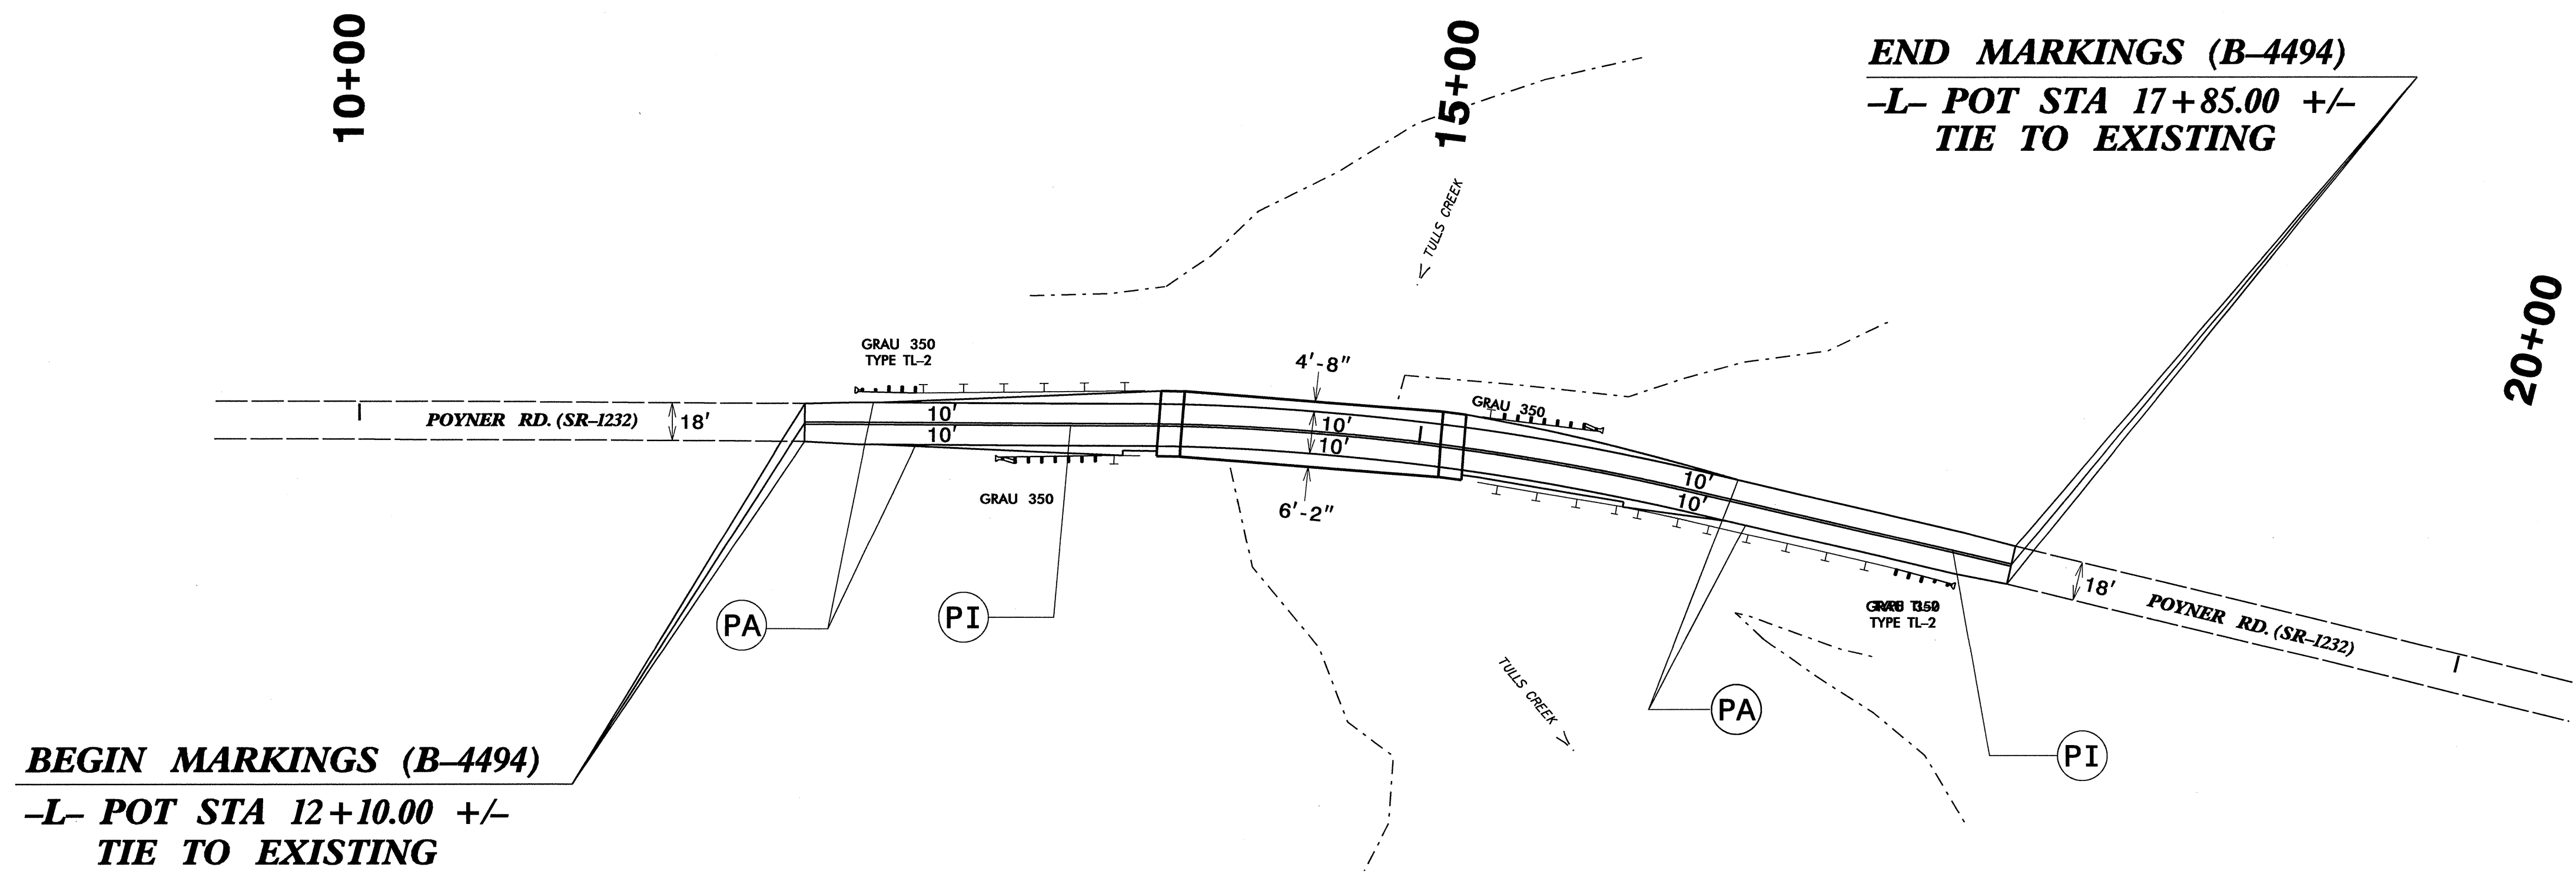 10+00
15+00
END MARKINGS (B–4494)
–L– POT STA 17+85.00 +/–
TIE TO EXISTING
TULLS CREEK
20+00
GRAU 350
TYPE TL–2
4'-8"
GRAU 350
POYNER RD. (SR–1232)
18'
10'
10'
10'
10'
GRAU 350
6'-2"
10'
10'
18'
POYNER RD. (SR–1232)
GRAU 350
TYPE TL–2
PA
PI
TULLS CREEK
PA
PI
BEGIN MARKINGS (B–4494)
–L– POT STA 12+10.00 +/–
TIE TO EXISTING